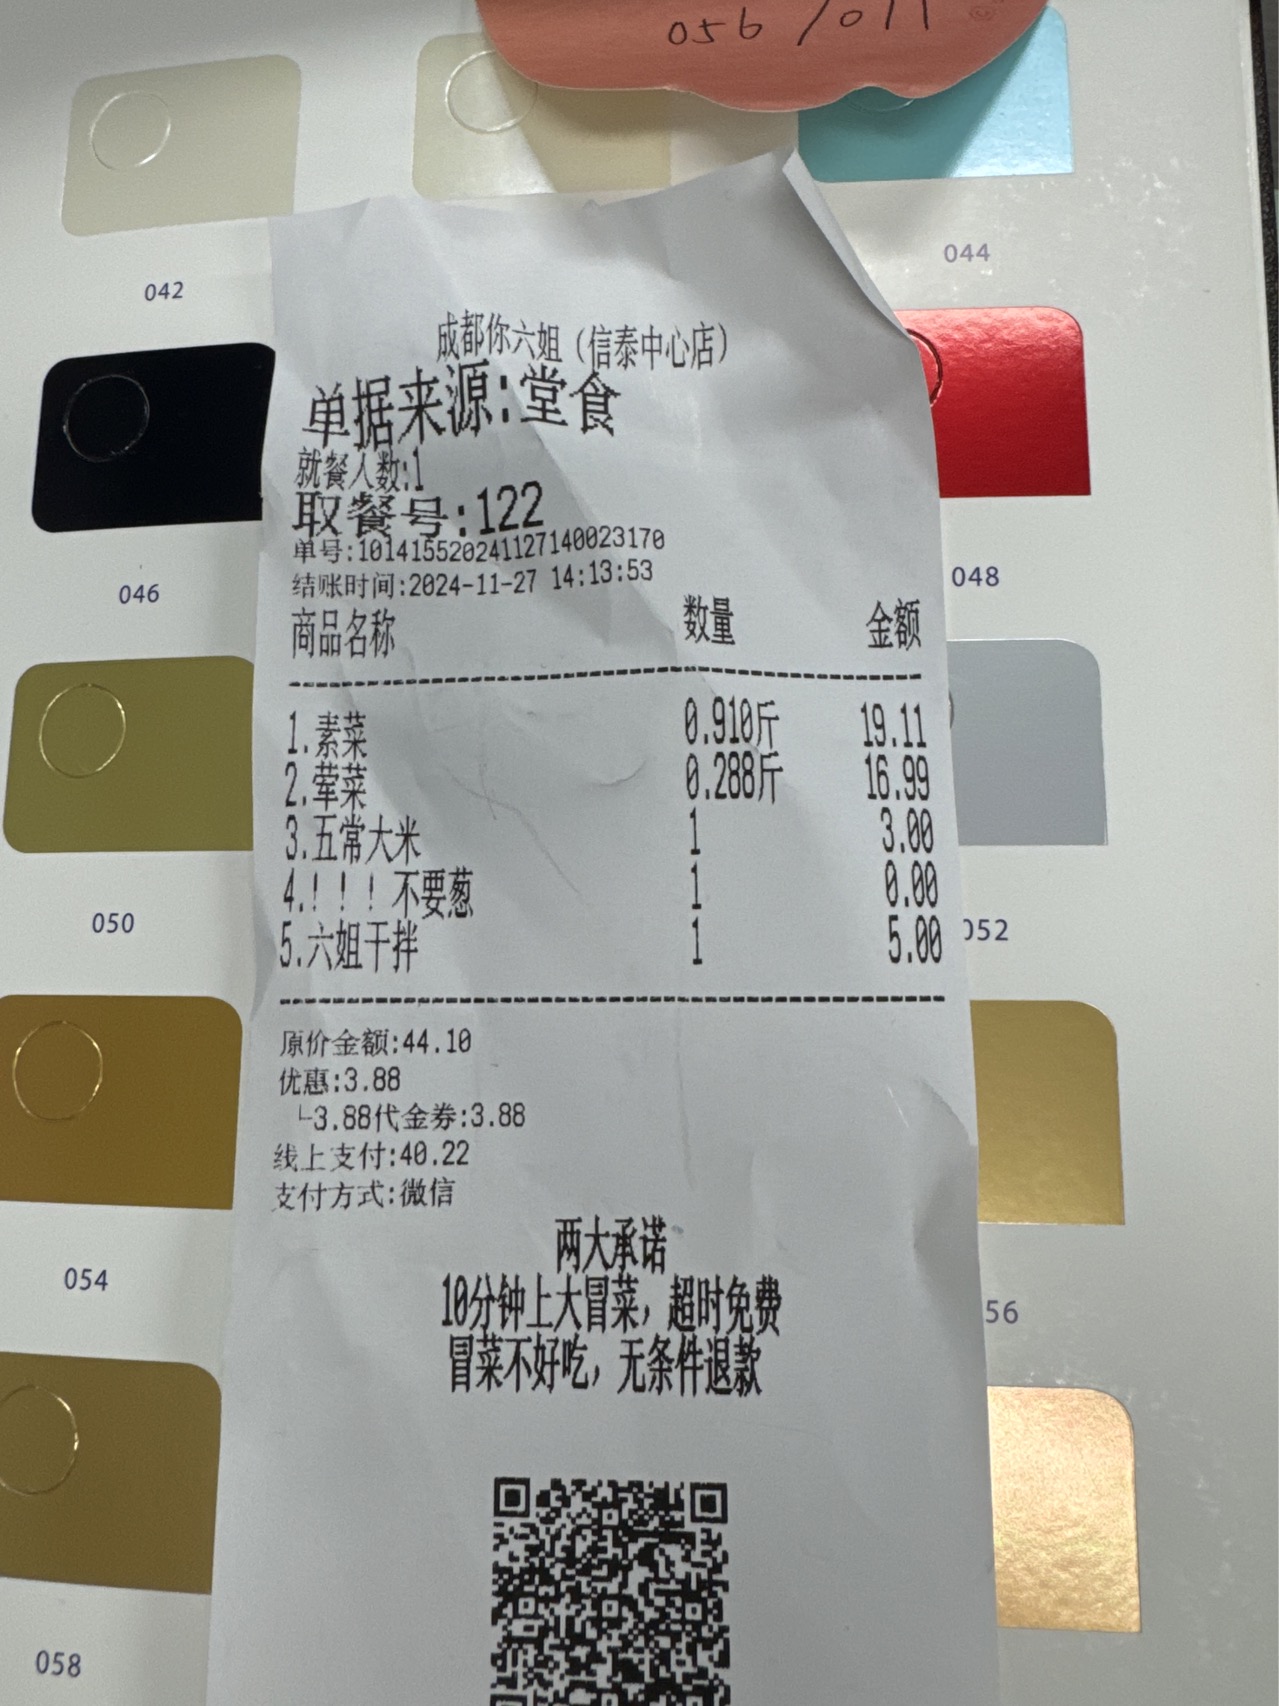 056 / 011
042
044
成都你六姐（信泰中心店）
单据来源:堂食
就餐人数:1
取餐号:122
单号:10141552024112714002З170
结账时间:2024-11-27 14:13:53
商品名称 数量 金额
1.素菜 0.910斤 19.11
2.荤菜 0.288斤 16.99
3.五常大米 1 3.00
4.！！！不要葱 1 0.00
5.六姐干拌 1 5.00
原价金额:44.10
优惠:3.88
└3.88代金券:3.88
线上支付:40.22
支付方式:微信
两大承诺
10分钟上大冒菜，超时免费
冒菜不好吃，无条件退款
046
048
050
052
054
56
058